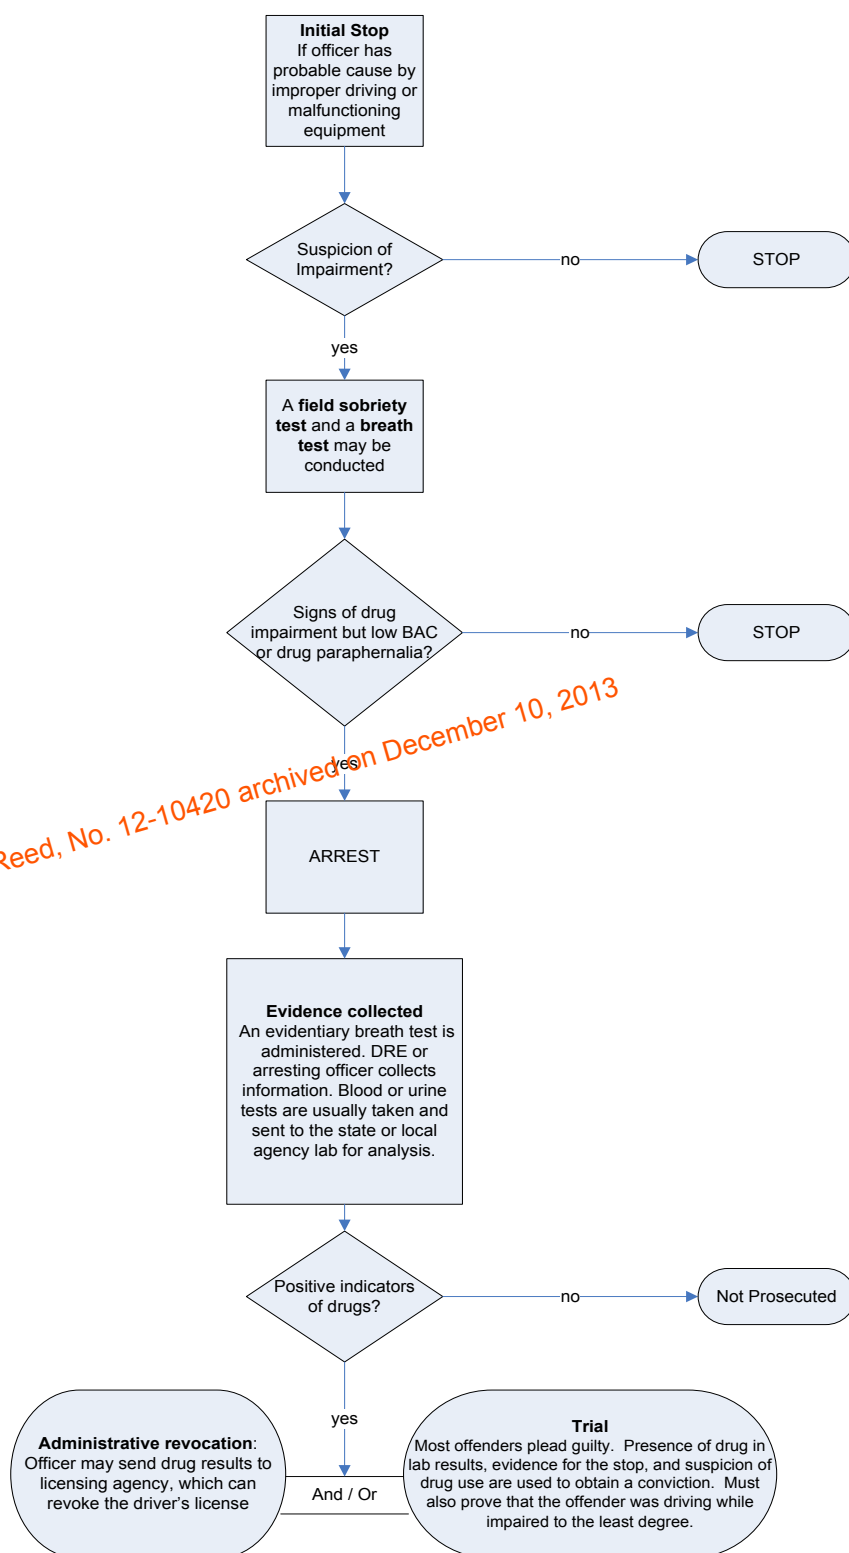 Initial Stop
If officer has
probable cause by
improper driving or
malfunctioning
equipment
Suspicion of
Impairment?
no
STOP
yes
A field sobriety
test and a breath
test may be
conducted
Signs of drug
impairment but low BAC
or drug paraphernalia?
no
STOP
yes
Reed, No. 12-10420 archived on December 10, 2013
ARREST
Evidence collected
An evidentiary breath test is
administered. DRE or
arresting officer collects
information. Blood or urine
tests are usually taken and
sent to the state or local
agency lab for analysis.
Positive indicators
of drugs?
no
Not Prosecuted
yes
Administrative revocation:
Officer may send drug results to
licensing agency, which can
revoke the driver's license
And / Or
Trial
Most offenders plead guilty.  Presence of drug in
lab results, evidence for the stop, and suspicion of
drug use are used to obtain a conviction.  Must
also prove that the offender was driving while
impaired to the least degree.